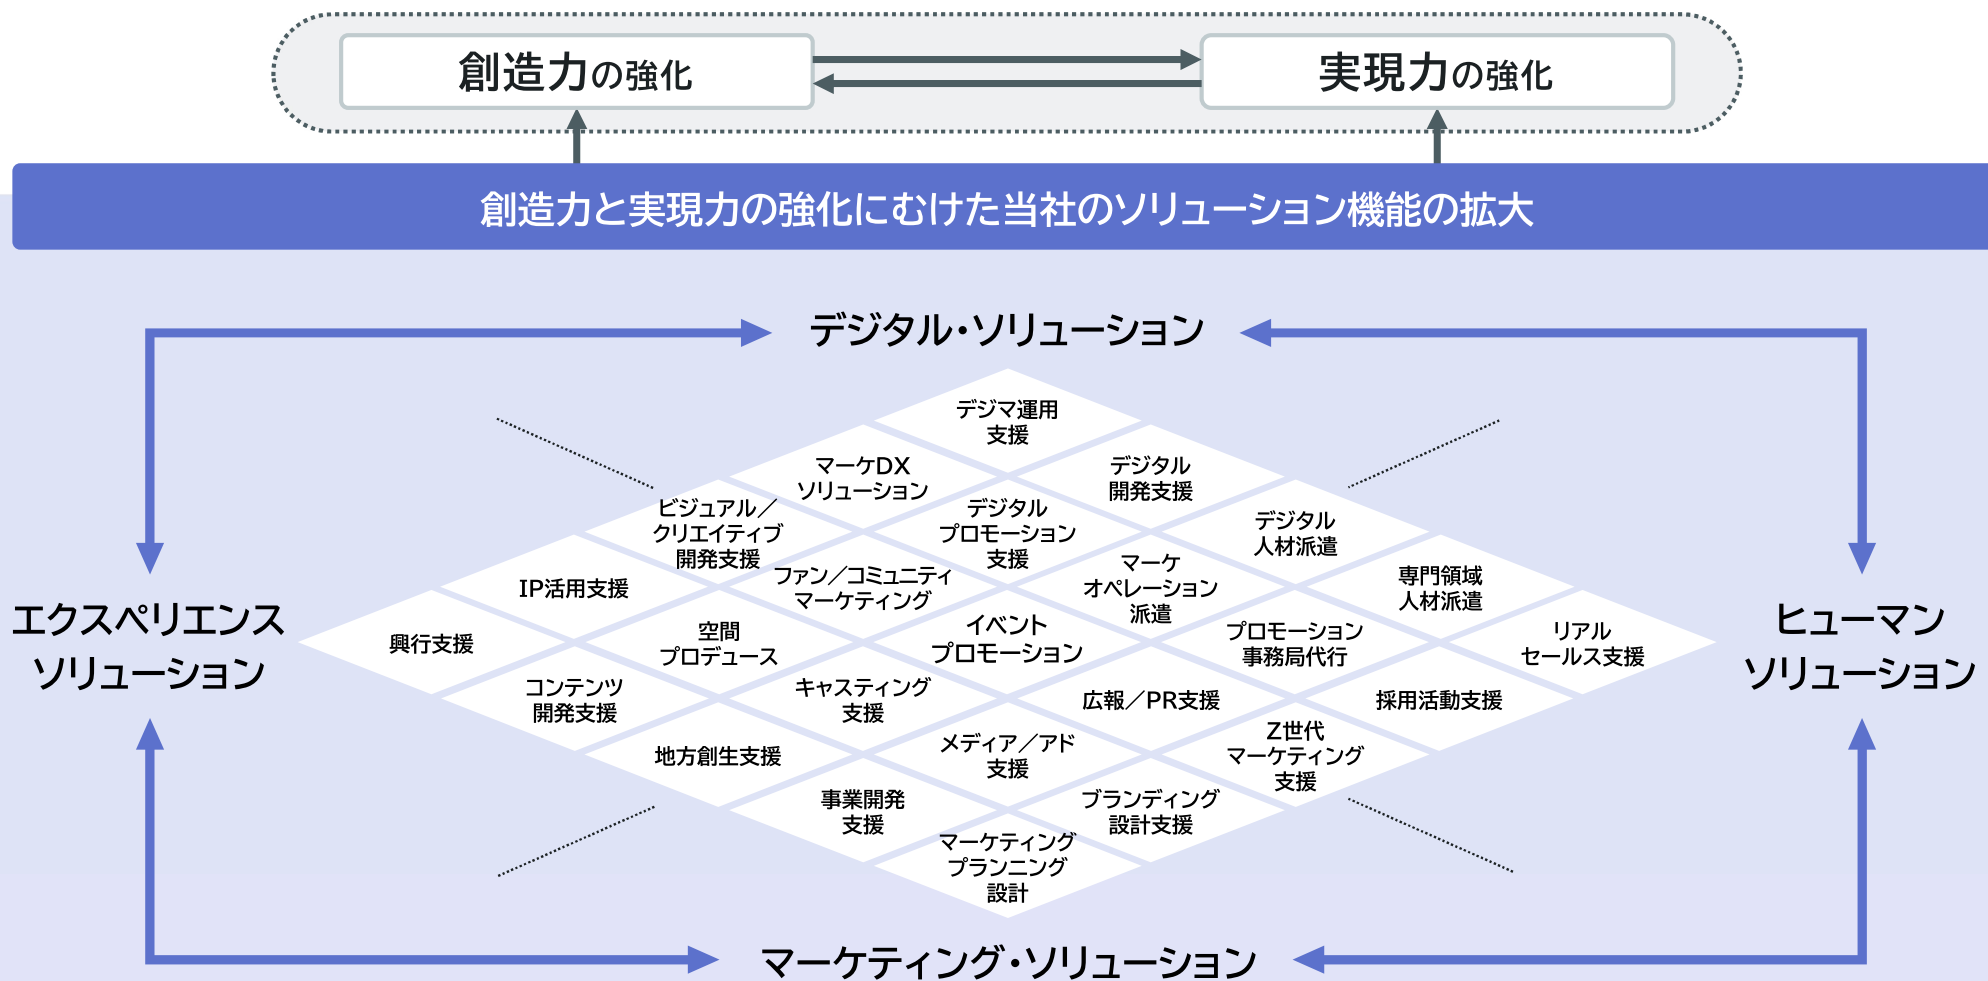 創造力の強化
実現力の強化
創造力と実現力の強化にむけた当社のソリューション機能の拡大
デジタル・ソリューション
エクスペリエンス
ソリューション
ヒューマン
ソリューション
デジマ運用
支援
マーケDX
ソリューション
デジタル
開発支援
ビジュアル／
クリエイティブ
開発支援
デジタル
プロモーション
支援
デジタル
人材派遣
IP活用支援
ファン／コミュニティ
マーケティング
マーケ
オペレーション
派遣
専門領域
人材派遣
興行支援
空間
プロデュース
イベント
プロモーション
プロモーション
事務局代行
リアル
セールス支援
コンテンツ
開発支援
キャスティング
支援
広報／PR支援
採用活動支援
地方創生支援
メディア／アド
支援
Z世代
マーケティング
支援
事業開発
支援
ブランディング
設計支援
マーケティング
プランニング
設計
マーケティング・ソリューション